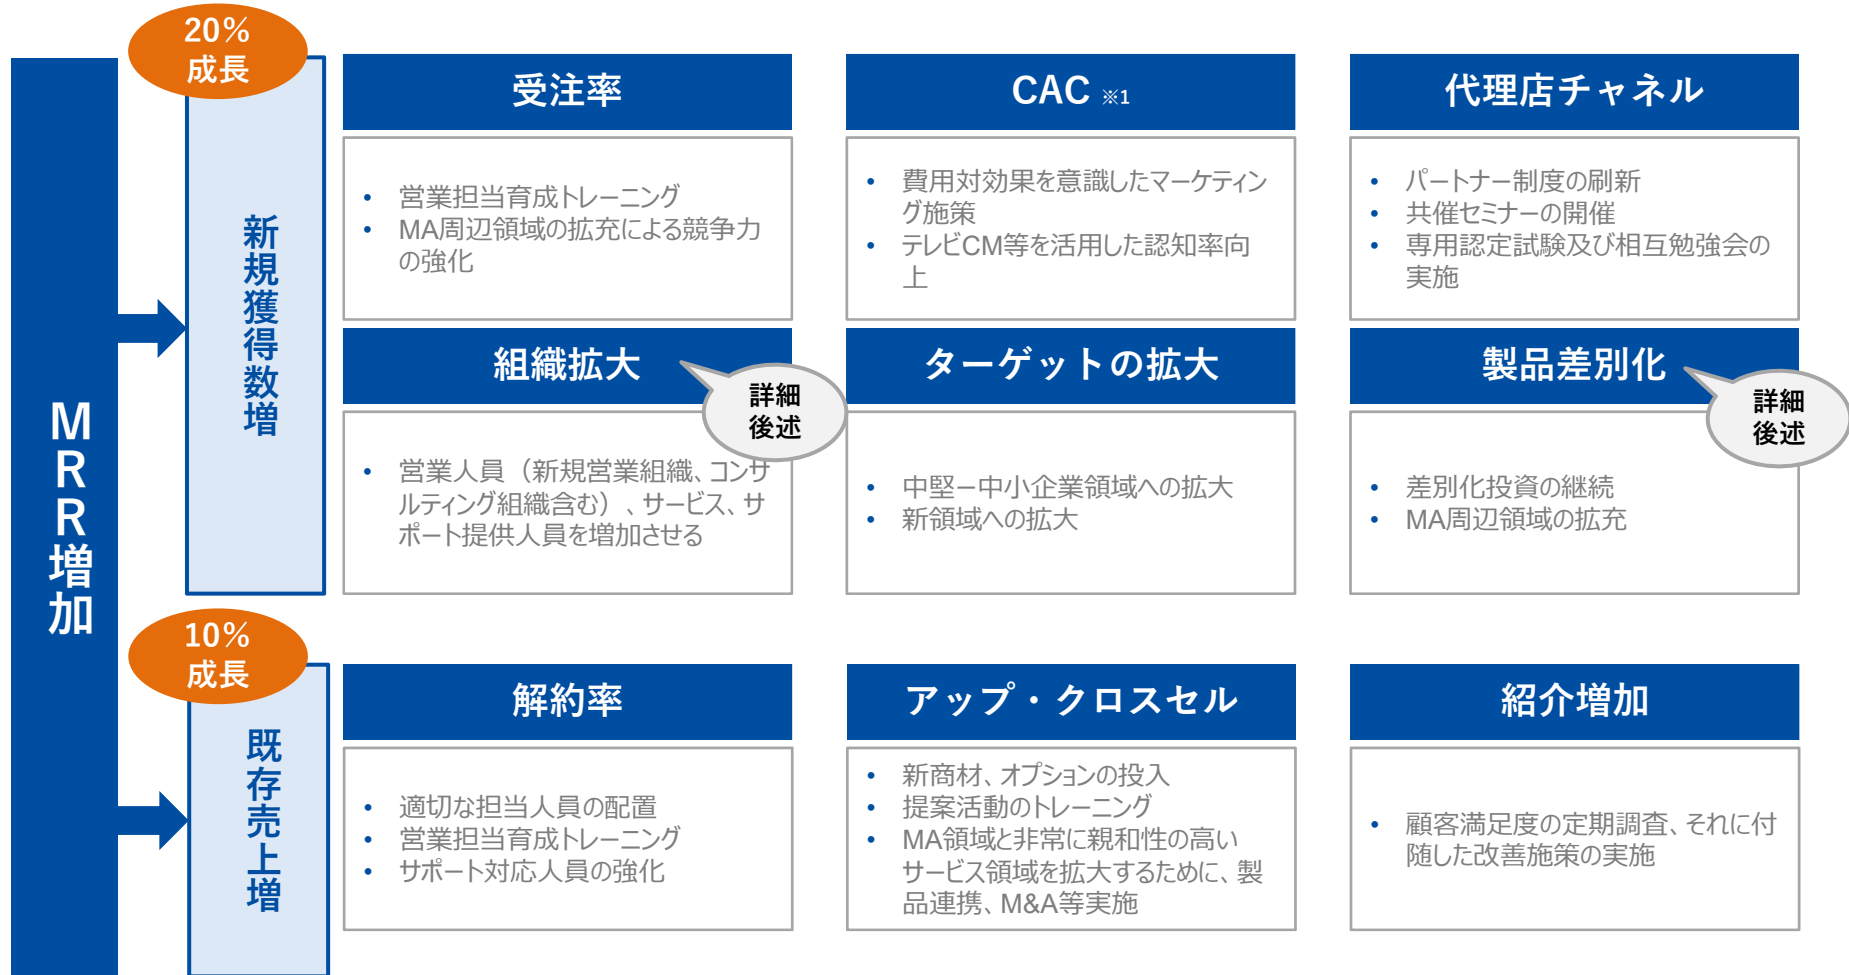 MRR増加
20%
成長
新規獲得数増
受注率
• 営業担当育成トレーニング
• MA周辺領域の拡充による競争力
の強化
CAC ※1
• 費用対効果を意識したマーケティン
グ施策
• テレビCM等を活用した認知率向
上
代理店チャネル
• パートナー制度の刷新
• 共催セミナーの開催
• 専用認定試験及び相互勉強会の
実施
組織拡大
詳細
後述
• 営業人員（新規営業組織、コンサ
ルティング組織含む）、サービス、サ
ポート提供人員を増加させる
ターゲットの拡大
• 中堅ー中小企業領域への拡大
• 新領域への拡大
製品差別化
詳細
後述
• 差別化投資の継続
• MA周辺領域の拡充
10%
成長
既存売上増
解約率
• 適切な担当人員の配置
• 営業担当育成トレーニング
• サポート対応人員の強化
アップ・クロスセル
• 新商材、オプションの投入
• 提案活動のトレーニング
• MA領域と非常に親和性の高い
サービス領域を拡大するために、製
品連携、M&A等実施
紹介増加
• 顧客満足度の定期調査、それに付
随した改善施策の実施